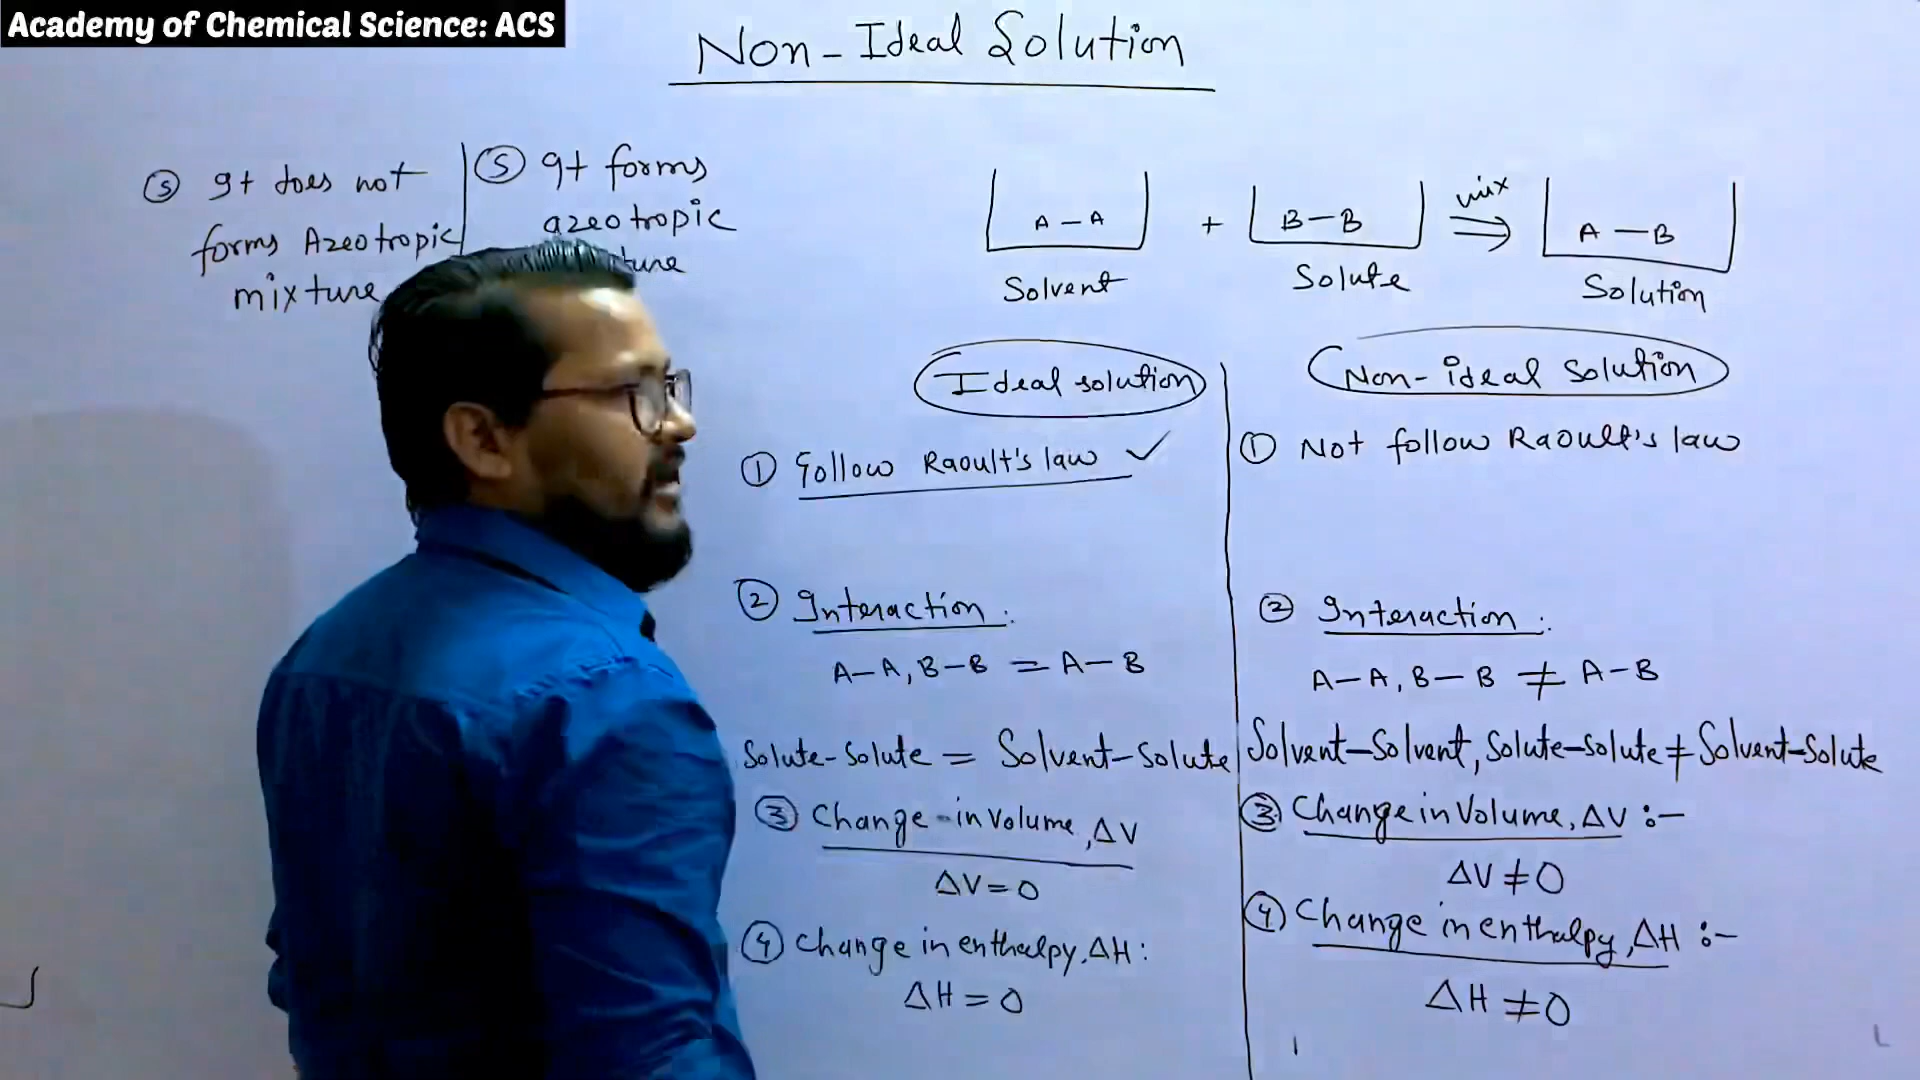 Academy of Chemical Science: ACS
Non-Ideal Solution
⑤ It does not
forms Azeotropic
mixture
⑤ It forms
azeotropic
ture
A-A + B-B mix ⇒ A-B
Solvent Solute Solution
Ideal solution
① Follow Raoult's law ✓
② Interaction:
A-A, B-B = A-B
Solute-Solute = Solvent-Solute
③ Change in Volume, ΔV
ΔV = 0
④ Change in enthalpy, ΔH:
ΔH = 0
Non-ideal Solution
① Not follow Raoult's law
② Interaction:
A-A, B-B ≠ A-B
Solvent-Solvent, Solute-Solute ≠ Solvent-Solute
③ Change in Volume, ΔV :-
ΔV ≠ 0
④ Change in enthalpy, ΔH :-
ΔH ≠ 0